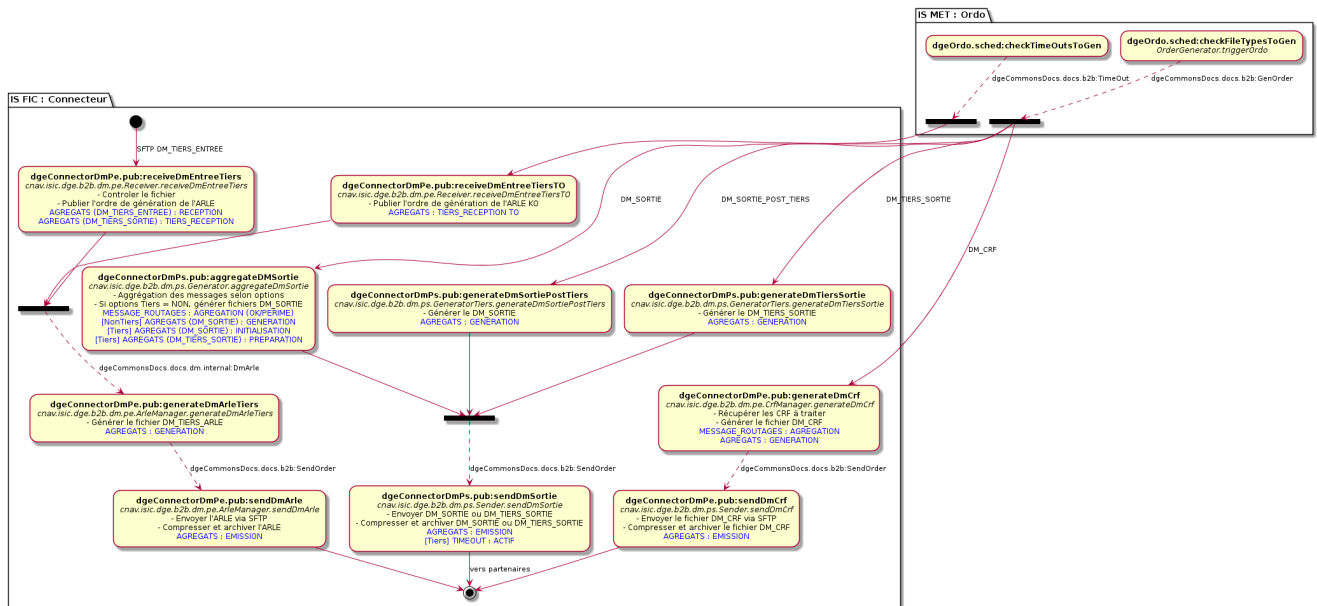 IS MET : Ordo
dgeOrdo.sched:checkTimeOutsToGen
dgeOrdo.sched:checkFileTypesToGen
OrderGenerator.triggerOrdo
dgeCommonsDocs.docs.b2b:TimeOut
dgeCommonsDocs.docs.b2b:GenOrder
IS FIC : Connecteur
SFTP DM_TIERS_ENTREE
dgeConnectorDmPe.pub:receiveDmEntreeTiers
cnav.isic.dge.b2b.dm.pe.Receiver.receiveDmEntreeTiers
- Controler le fichier
- Publier l'ordre de génération de l'ARLE
AGREGATS (DM_TIERS_ENTREE) : RECEPTION
AGREGATS (DM_TIERS_SORTIE) : TIERS_RECEPTION
dgeConnectorDmPe.pub:receiveDmEntreeTiersTO
cnav.isic.dge.b2b.dm.pe.Receiver.receiveDmEntreeTiersTO
- Publier l'ordre de génération de l'ARLE KO
AGREGATS : TIERS_RECEPTION TO
DM_SORTIE
DM_SORTIE_POST_TIERS
DM_TIERS_SORTIE
DM_CRF
dgeConnectorDmPs.pub:aggregateDMSortie
cnav.isic.dge.b2b.dm.ps.Generator.aggregateDmSortie
- Aggrégation des messages selon options
- Si options Tiers = NON, générer fichiers DM_SORTIE
MESSAGE_ROUTAGES : AGREGATION (OK/PERIME)
[NonTiers] AGREGATS (DM_SORTIE) : GENERATION
[Tiers] AGREGATS (DM_SORTIE) : INITIALISATION
[Tiers] AGREGATS (DM_TIERS_SORTIE) : PREPARATION
dgeConnectorDmPs.pub:generateDmSortiePostTiers
cnav.isic.dge.b2b.dm.ps.GeneratorTiers.generateDmSortiePostTiers
- Générer le DM_SORTIE
AGREGATS : GENERATION
dgeConnectorDmPs.pub:generateDmTiersSortie
cnav.isic.dge.b2b.dm.ps.GeneratorTiers.generateDmTiersSortie
- Générer le DM_TIERS_SORTIE
AGREGATS : GENERATION
dgeCommonsDocs.docs.dm.internal:DmArle
dgeConnectorDmPe.pub:generateDmArleTiers
cnav.isic.dge.b2b.dm.pe.ArleManager.generateDmArleTiers
- Générer le fichier DM_TIERS_ARLE
AGREGATS : GENERATION
dgeConnectorDmPe.pub:generateDmCrf
cnav.isic.dge.b2b.dm.pe.CrfManager.generateDmCrf
- Récupérer les CRF à traiter
- Générer le fichier DM_CRF
MESSAGE_ROUTAGES : AGREGATION
AGREGATS : GENERATION
dgeCommonsDocs.docs.b2b:SendOrder
dgeCommonsDocs.docs.b2b:SendOrder
dgeCommonsDocs.docs.b2b:SendOrder
dgeConnectorDmPe.pub:sendDmArle
cnav.isic.dge.b2b.dm.pe.ArleManager.sendDmArle
- Envoyer l'ARLE via SFTP
- Compresser et archiver l'ARLE
AGREGATS : EMISSION
dgeConnectorDmPs.pub:sendDmSortie
cnav.isic.dge.b2b.dm.ps.Sender.sendDmSortie
- Envoyer DM_SORTIE ou DM_TIERS_SORTIE
- Compresser et archiver DM_SORTIE ou DM_TIERS_SORTIE
AGREGATS : EMISSION
[Tiers] TIMEOUT : ACTIF
dgeConnectorDmPe.pub:sendDmCrf
cnav.isic.dge.b2b.dm.ps.Sender.sendDmCrf
- Envoyer le fichier DM_CRF via SFTP
- Compresser et archiver le fichier DM_CRF
AGREGATS : EMISSION
vers partenaires